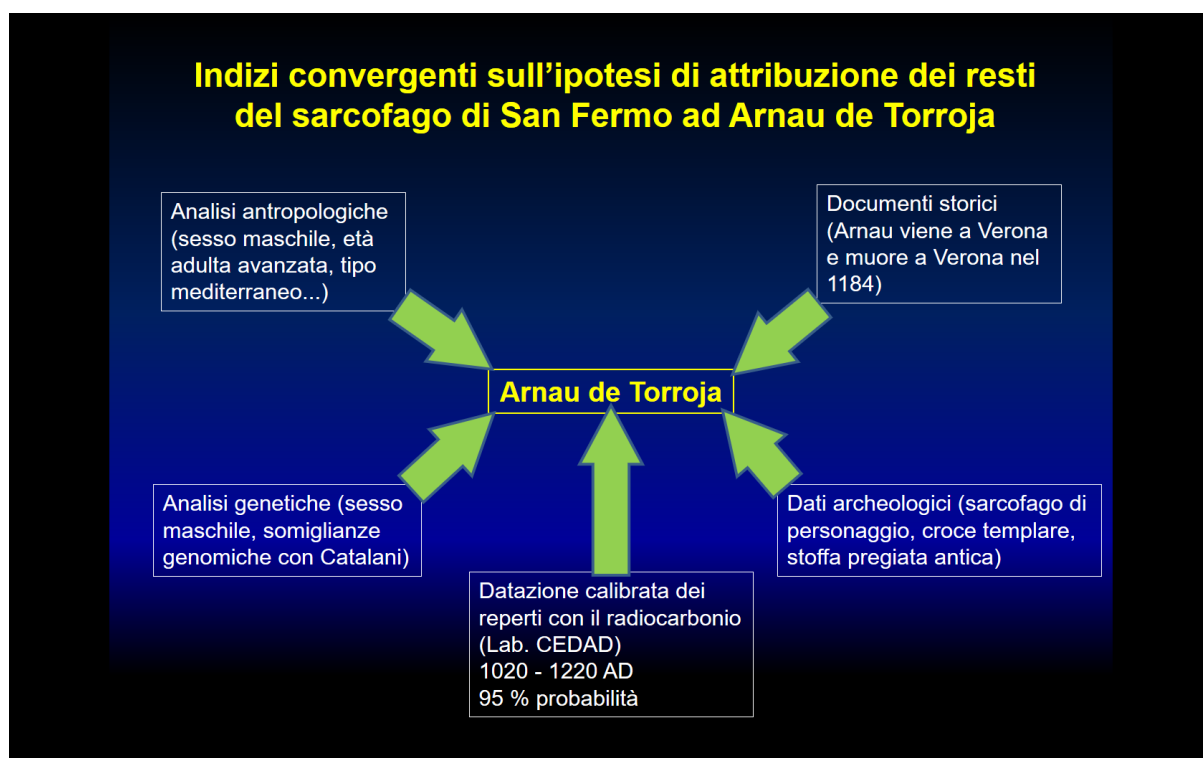 Indizi convergenti sull’ipotesi di attribuzione dei resti
del sarcofago di San Fermo ad Arnau de Torroja
Analisi antropologiche
(sesso maschile, età
adulta avanzata, tipo
mediterraneo...)
Documenti storici
(Arnau viene a Verona
e muore a Verona nel
1184)
Arnau de Torroja
Analisi genetiche (sesso
maschile, somiglianze
genomiche con Catalani)
Datazione calibrata dei
reperti con il radiocarbonio
(Lab. CEDAD)
1020 - 1220 AD
95 % probabilità
Dati archeologici (sarcofago di
personaggio, croce templare,
stoffa pregiata antica)